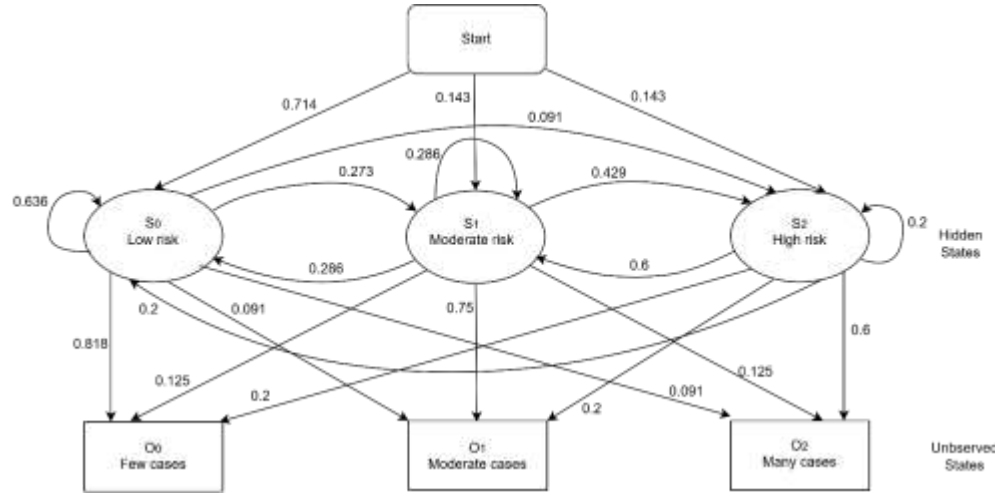 Start
0.714
0.143
0.143
0.091
0.286
0.273
0.429
0.636
0.2
S0
Low risk
S1
Moderate risk
S2
High risk
Hidden
States
0.286
0.6
0.2
0.091
0.75
0.6
0.818
0.125
0.125
0.2
0.2
0.091
O0
Few cases
O1
Moderate cases
O2
Many cases
Unbserved
States